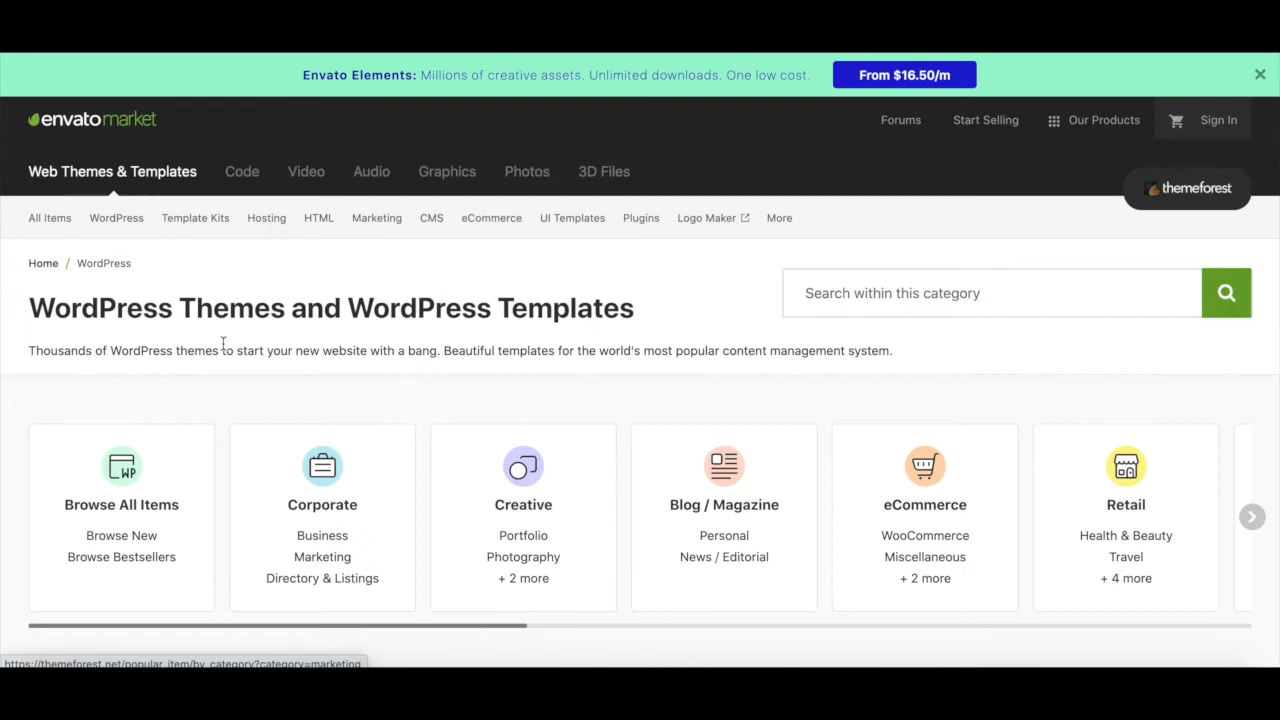 Envato Elements: Millions of creative assets. Unlimited downloads. One low cost. From $16.50/m
envatomarket Forums Start Selling Our Products Sign In
Web Themes & Templates Code Video Audio Graphics Photos 3D Files
themeforest
All Items WordPress Template Kits Hosting HTML Marketing CMS eCommerce UI Templates Plugins Logo Maker More
Home / WordPress
WordPress Themes and WordPress Templates
Search within this category
Thousands of WordPress themes to start your new website with a bang. Beautiful templates for the world's most popular content management system.
WP
Browse All Items
Browse New
Browse Bestsellers
Corporate
Business
Marketing
Directory & Listings
Creative
Portfolio
Photography
+ 2 more
Blog / Magazine
Personal
News / Editorial
eCommerce
WooCommerce
Miscellaneous
+ 2 more
Retail
Health & Beauty
Travel
+ 4 more
https://themeforest.net/popular_item/by_category?category=marketing